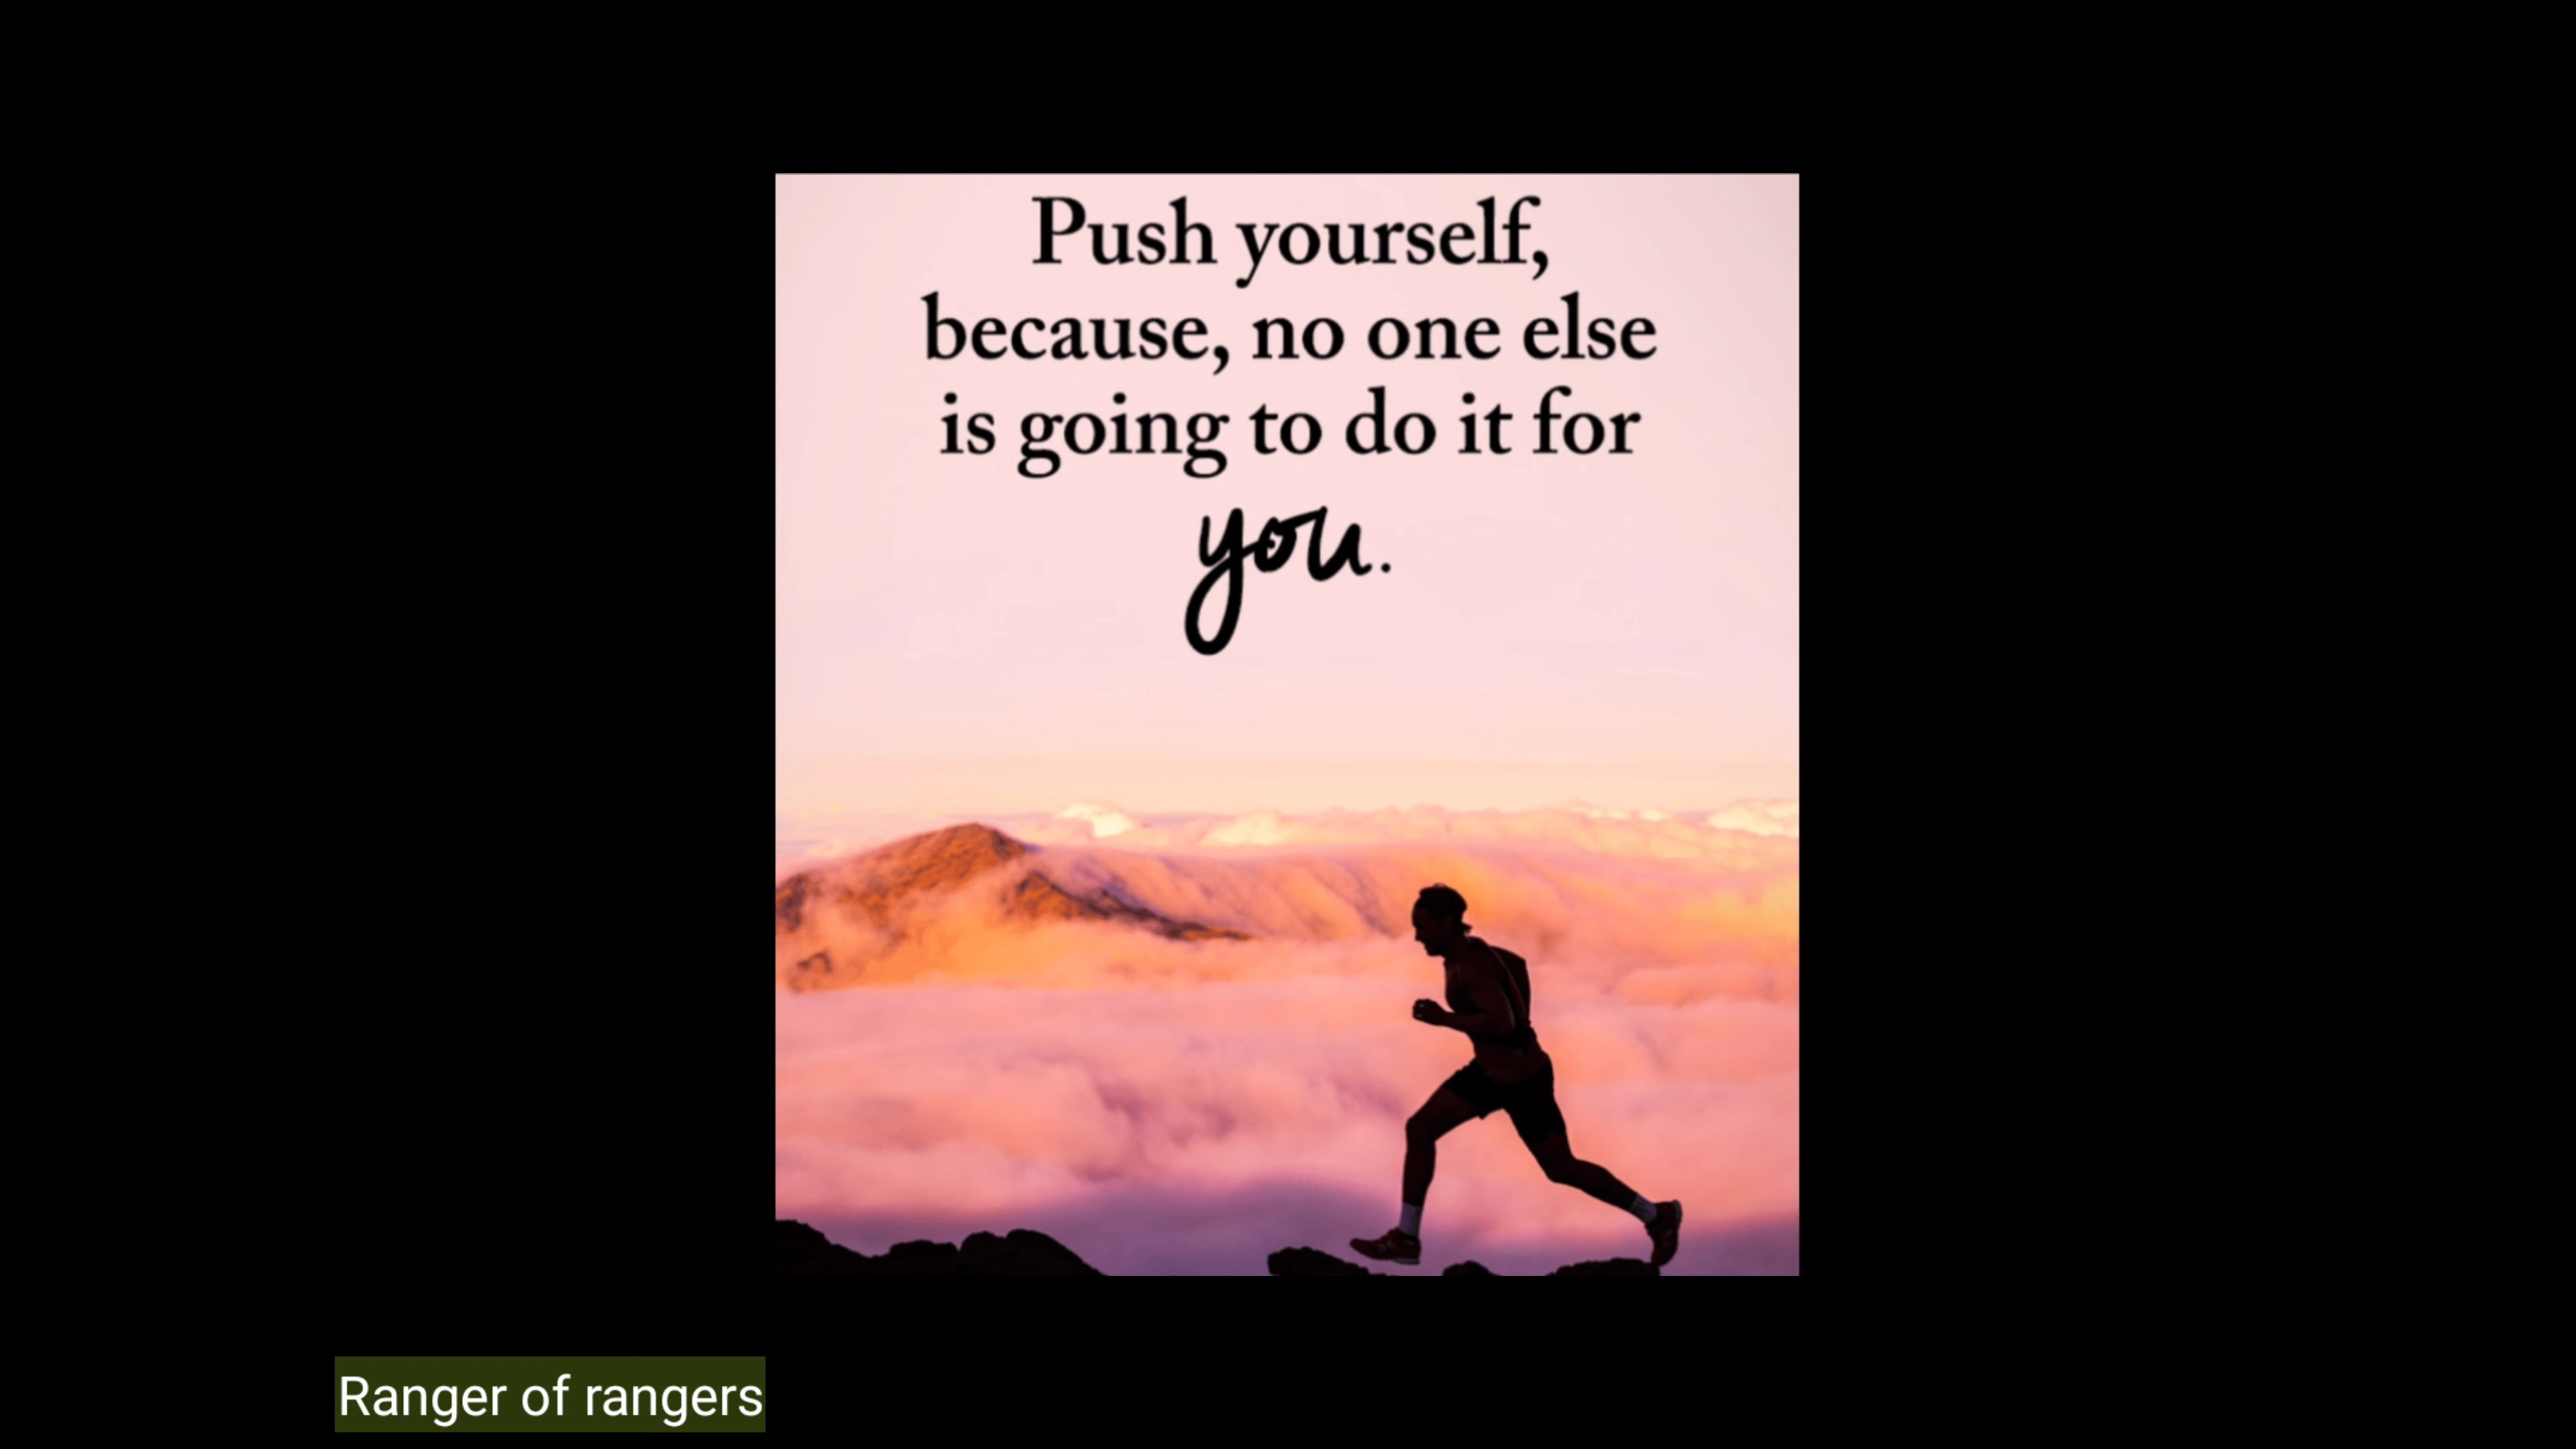 Push yourself,
because, no one else
is going to do it for
you.
Ranger of rangers